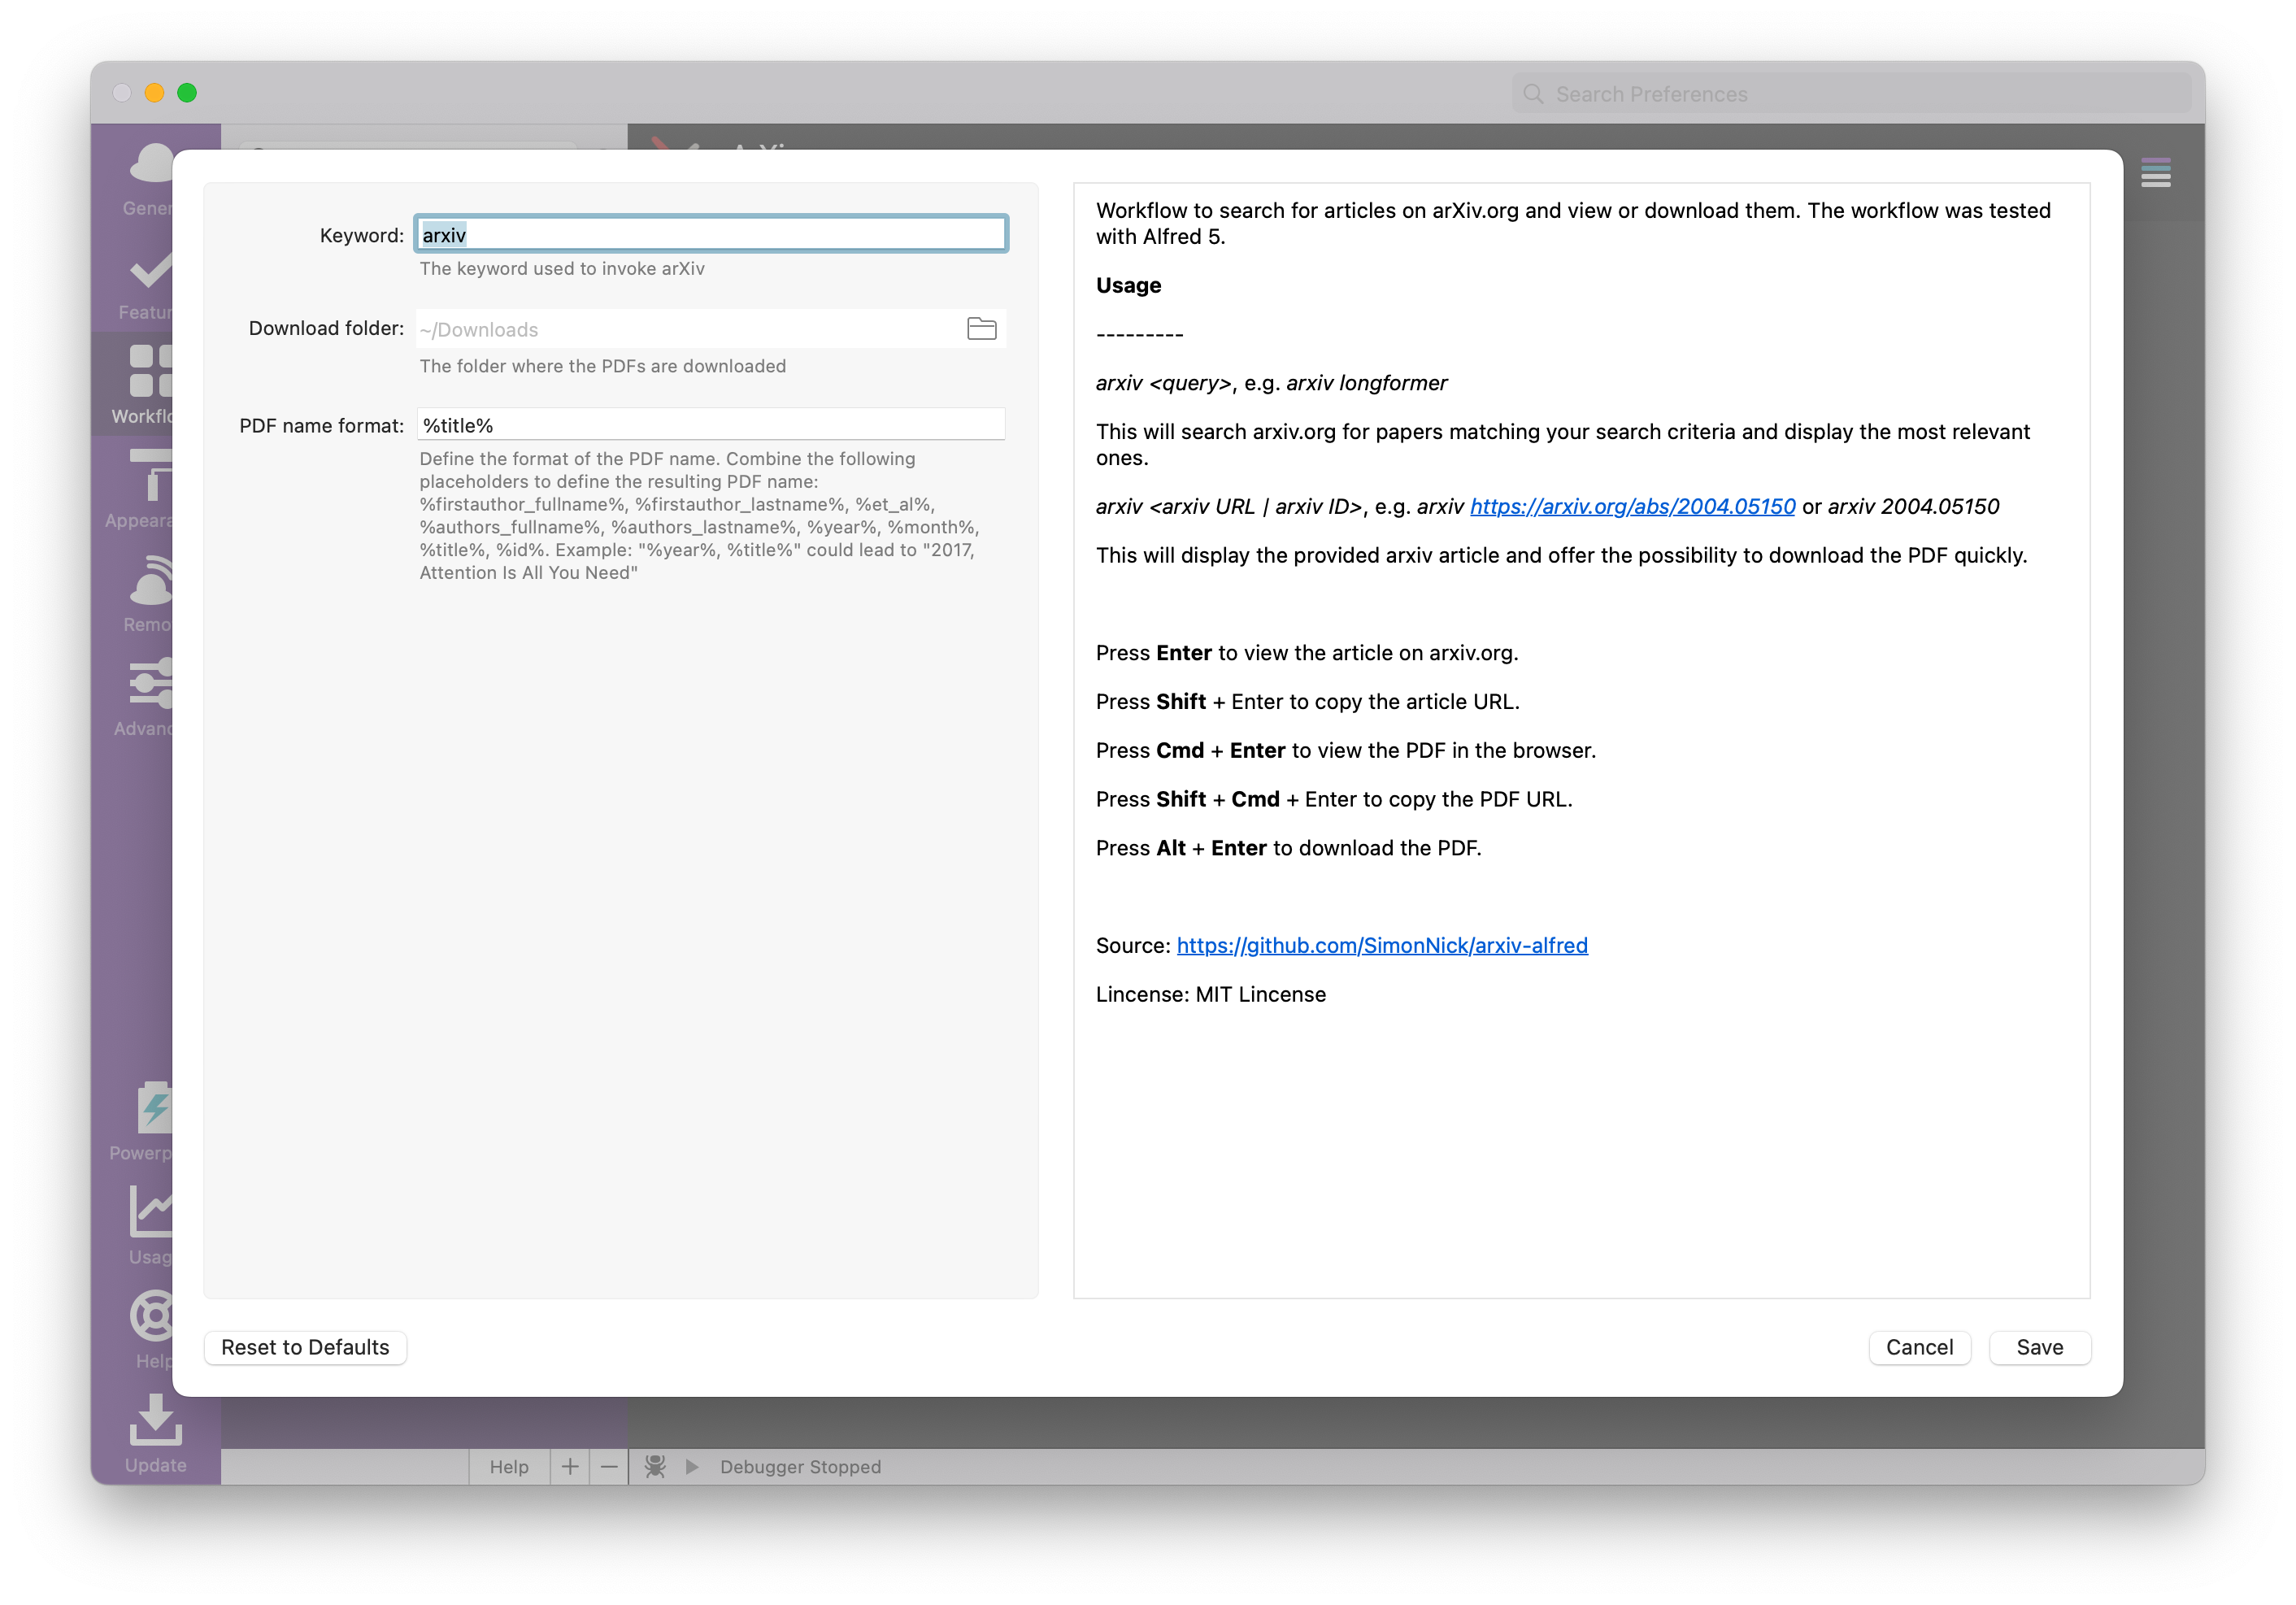 Search Preferences
Keyword: arxiv
The keyword used to invoke arXiv
Download folder: ~/Downloads
The folder where the PDFs are downloaded
PDF name format: %title%
Define the format of the PDF name. Combine the following
placeholders to define the resulting PDF name:
%firstauthor_fullname%, %firstauthor_lastname%, %et_al%,
%authors_fullname%, %authors_lastname%, %year%, %month%,
%title%, %id%. Example: "%year%, %title%" could lead to "2017,
Attention Is All You Need"
Workflow to search for articles on arXiv.org and view or download them. The workflow was tested
with Alfred 5.
Usage
---------
arxiv <query>, e.g. arxiv longformer
This will search arxiv.org for papers matching your search criteria and display the most relevant
ones.
arxiv <arxiv URL | arxiv ID>, e.g. arxiv https://arxiv.org/abs/2004.05150 or arxiv 2004.05150
This will display the provided arxiv article and offer the possibility to download the PDF quickly.
Press Enter to view the article on arxiv.org.
Press Shift + Enter to copy the article URL.
Press Cmd + Enter to view the PDF in the browser.
Press Shift + Cmd + Enter to copy the PDF URL.
Press Alt + Enter to download the PDF.
Source: https://github.com/SimonNick/arxiv-alfred
Lincense: MIT Lincense
Reset to Defaults
Cancel
Save
Help
Update
Help
Debugger Stopped